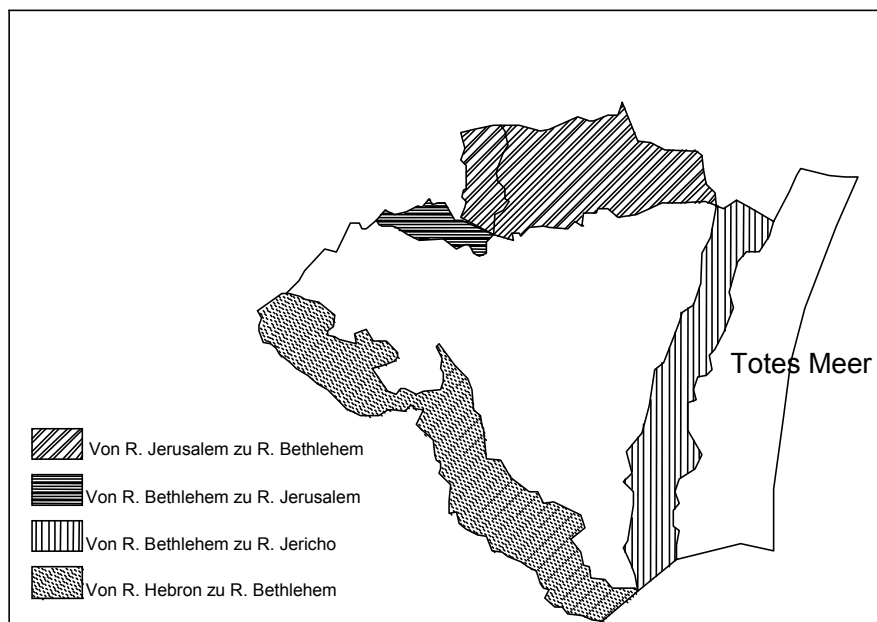 Totes Meer
Von R. Jerusalem zu R. Bethlehem
Von R. Bethlehem zu R. Jerusalem
Von R. Bethlehem zu R. Jericho
Von R. Hebron zu R. Bethlehem